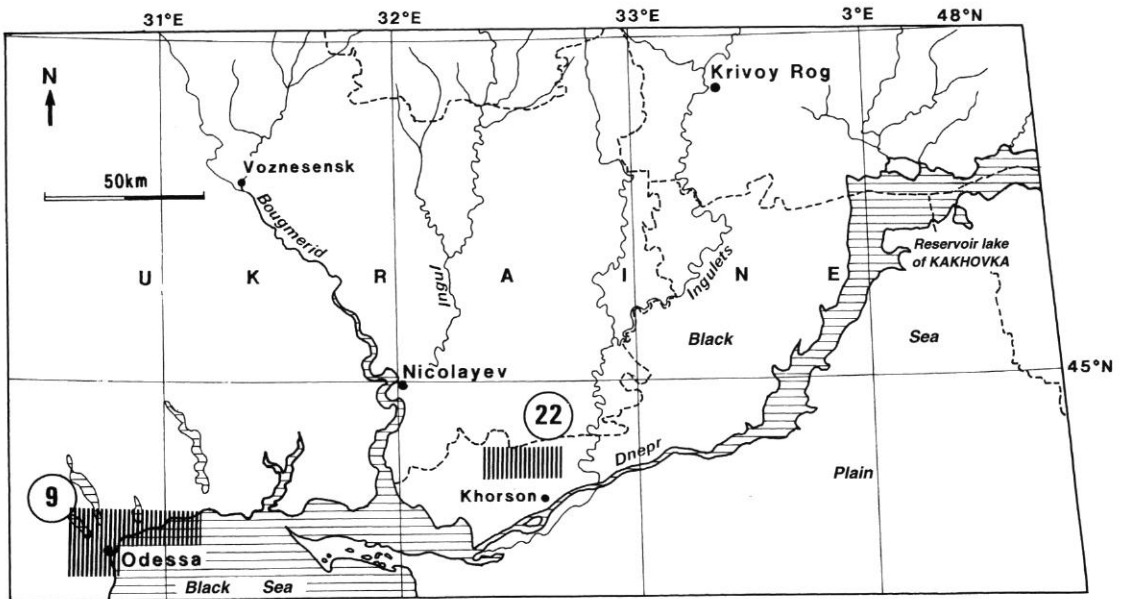 31°E 32°E 33°E 3°E 48°N
N
Krivoy Rog
Voznesensk
50km
Bougmerid
Ingul
Ingulets
Reservoir lake
of KAKHOVKA
U K R A I N E
Black Sea
Plain
45°N
Nicolayev
22
Dnepr
Khorson
9
Odessa
Black Sea